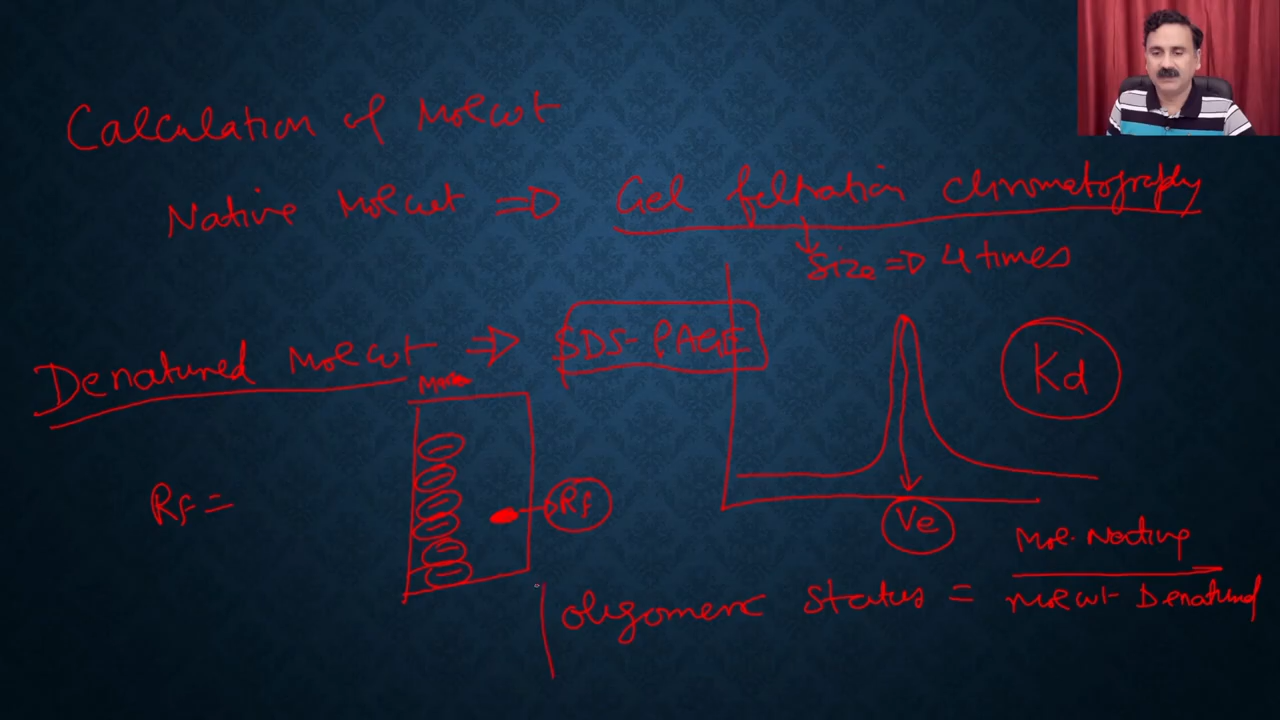 Calculation of Mol.wt
Native Mol.wt => Gel filtration chromatography
Size => 4 times
Denatured Mol.wt => SDS-PAGE
Kd
Rf =
Rf
Ve
Oligomeric status = Mol. Native
Mol.wt Denatured